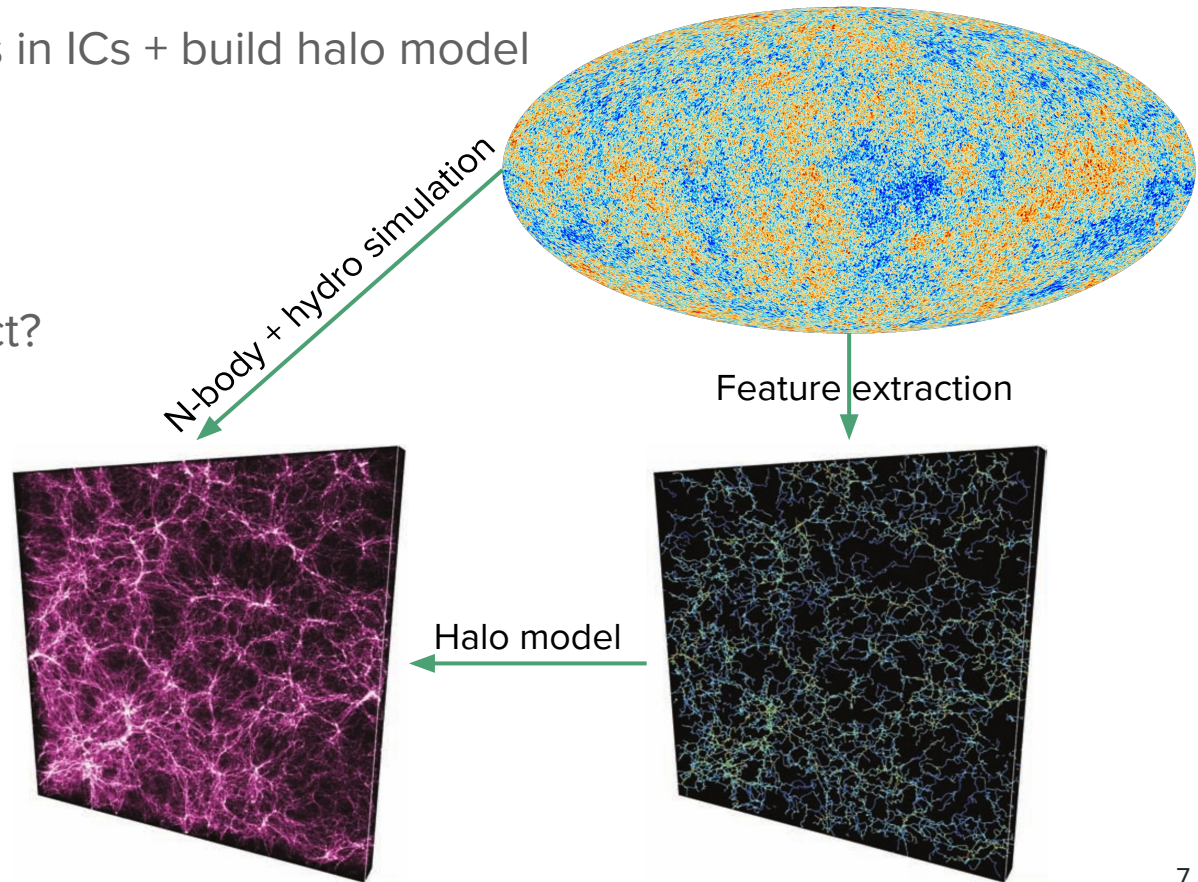 s in ICs + build halo model
N-body + hydro simulation
ct?
Feature extraction
Halo model
7